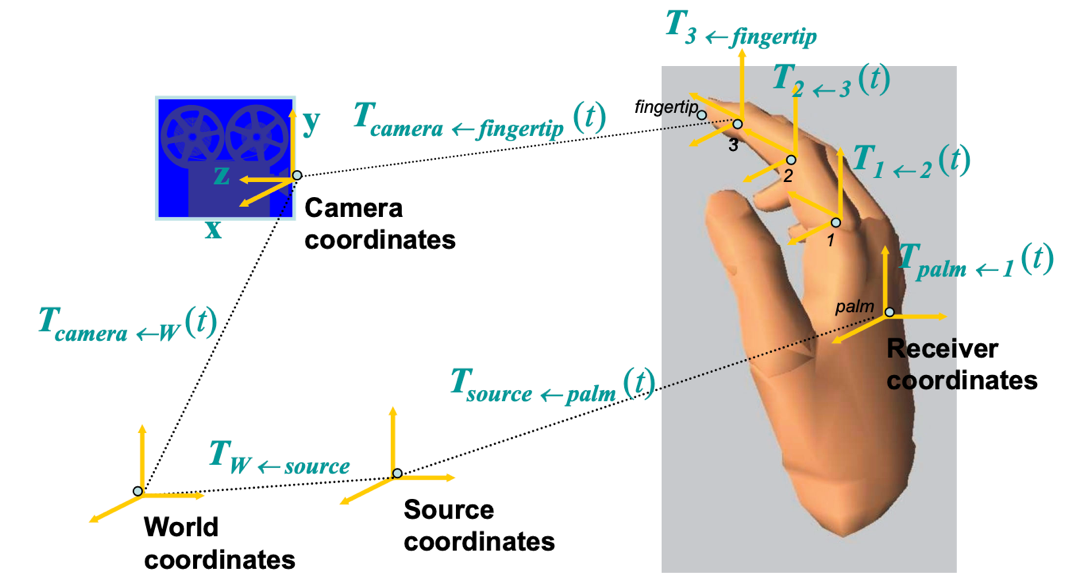 T3 ←fingertip
T2 ←3 (t)
fingertip
y
Tcamera ←fingertip (t)
3
z
2
T1 ←2 (t)
x
Camera
coordinates
1
Tpalm ←1 (t)
palm
Tcamera ←W (t)
Receiver
coordinates
Tsource ←palm (t)
TW ←source
Source
coordinates
World
coordinates